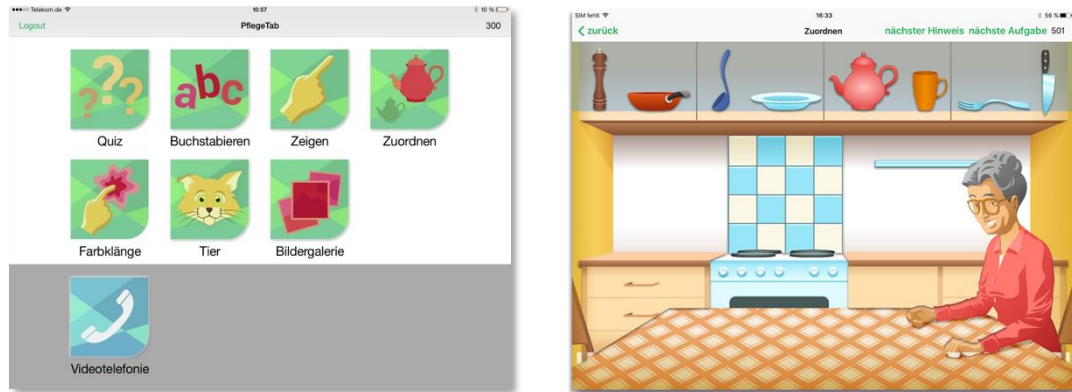 Telekom.de 10:57 10 %
Logout PflegeTab 300
???
abc
Quiz Buchstabieren Zeigen Zuordnen
Farbklänge Tier Bildergalerie
Videotelefonie
SIM fehlt 16:33 56 %
zurück Zuordnen nächster Hinweis nächste Aufgabe 501